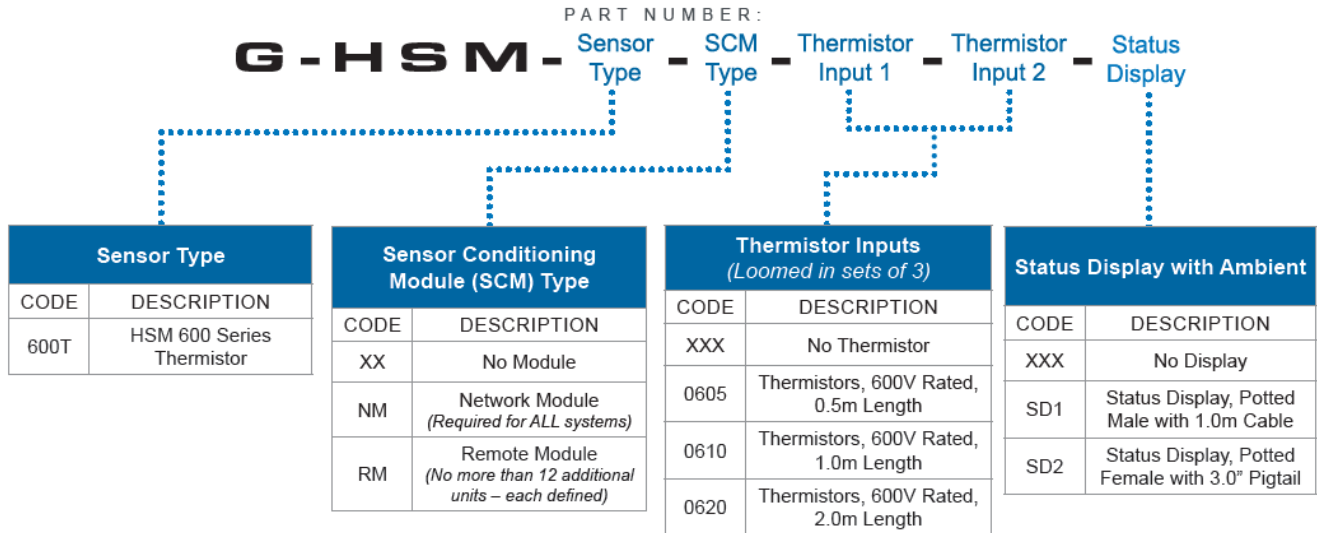 PART NUMBER:
G-HSM- Sensor Type - SCM Type - Thermistor Input 1 - Thermistor Input 2 - Status Display
Sensor Type
CODE DESCRIPTION
600T HSM 600 Series
Thermistor
Sensor Conditioning
Module (SCM) Type
CODE DESCRIPTION
XX No Module
NM Network Module
(Required for ALL systems)
RM Remote Module
(No more than 12 additional
units – each defined)
Thermistor Inputs
(Loomed in sets of 3)
CODE DESCRIPTION
XXX No Thermistor
0605 Thermistors, 600V Rated,
0.5m Length
0610 Thermistors, 600V Rated,
1.0m Length
0620 Thermistors, 600V Rated,
2.0m Length
Status Display with Ambient
CODE DESCRIPTION
XXX No Display
SD1 Status Display, Potted
Male with 1.0m Cable
SD2 Status Display, Potted
Female with 3.0” Pigtail